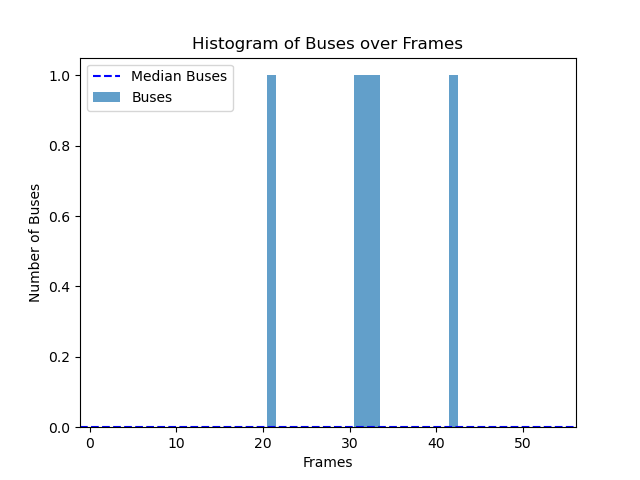 Histogram of Buses over Frames
Median Buses
Buses
1.0
0.8
0.6
0.4
0.2
0.0
Number of Buses
0 10 20 30 40 50
Frames